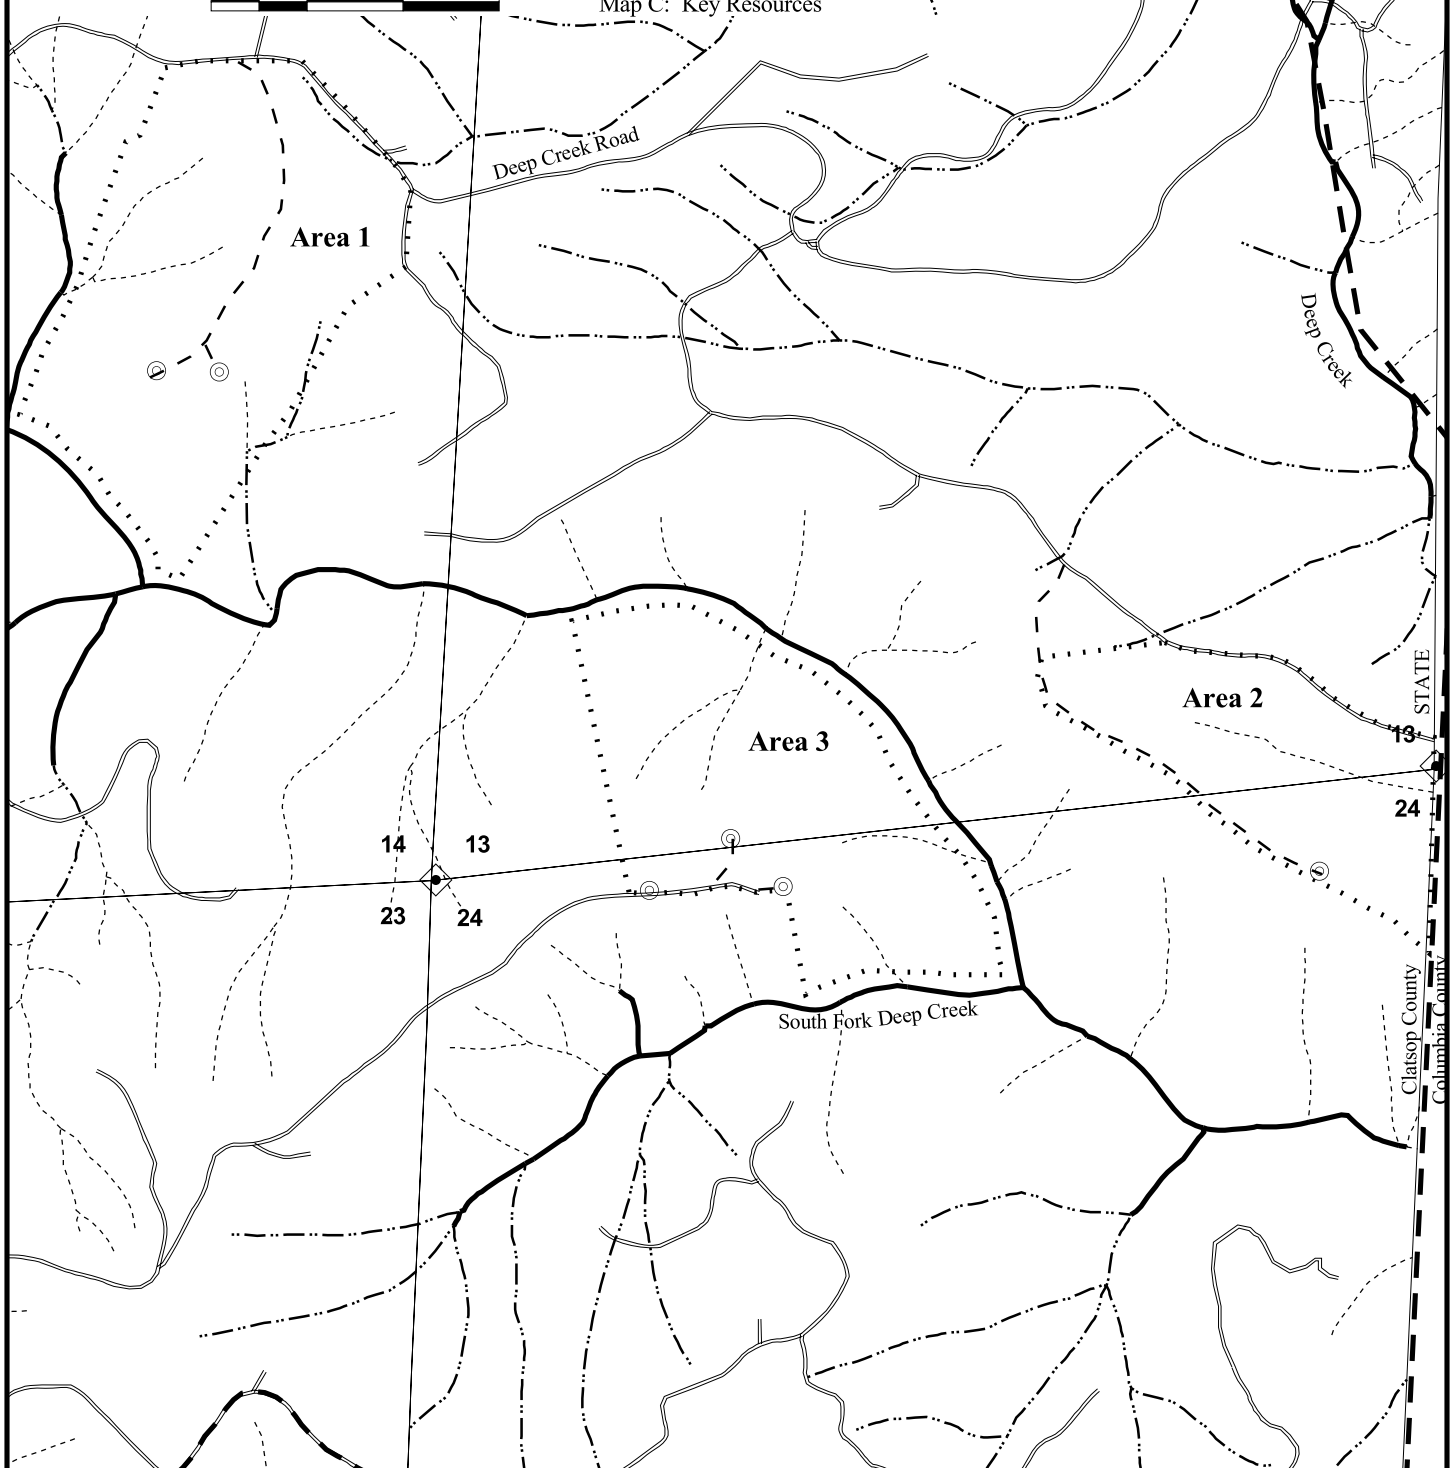 Map C: Key Resources
Deep Creek Road
Area 1
Deep Creek
STATE
Area 2
13
Area 3
24
14 13
23 24
Clatsop County
Columbia County
South Fork Deep Creek